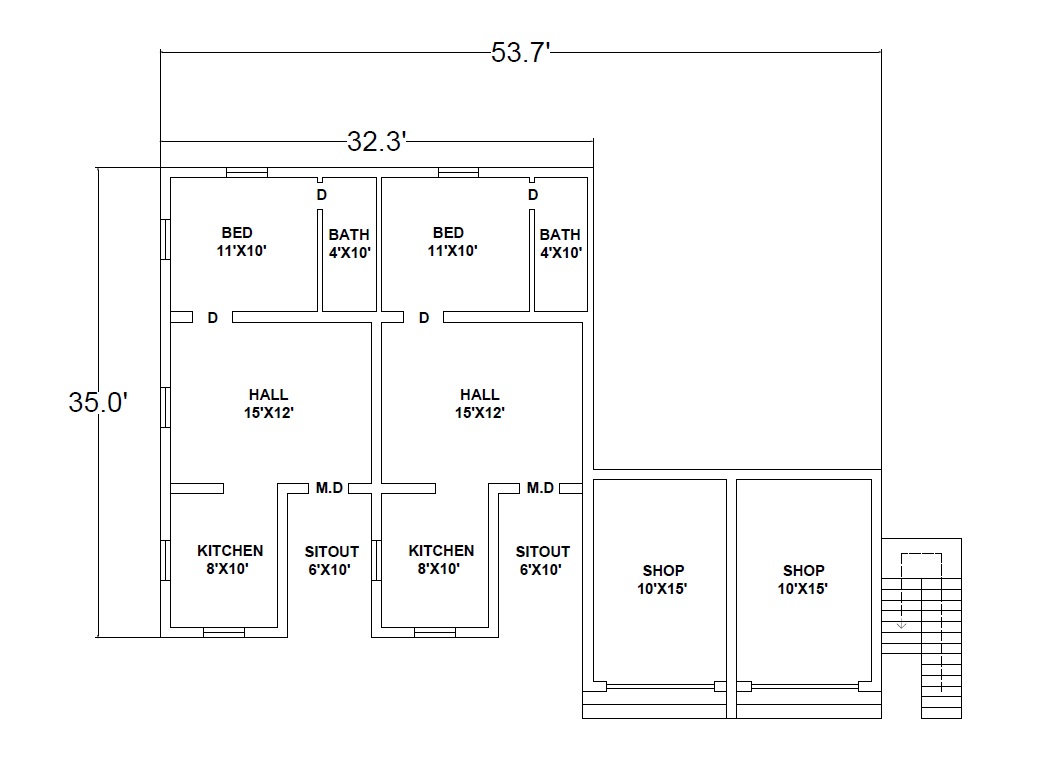 53.7'
32.3'
35.0'
D
D
BED
11'X10'
BATH
4'X10'
BED
11'X10'
BATH
4'X10'
D
D
HALL
15'X12'
HALL
15'X12'
M.D
M.D
KITCHEN
8'X10'
SITOUT
6'X10'
KITCHEN
8'X10'
SITOUT
6'X10'
SHOP
10'X15'
SHOP
10'X15'